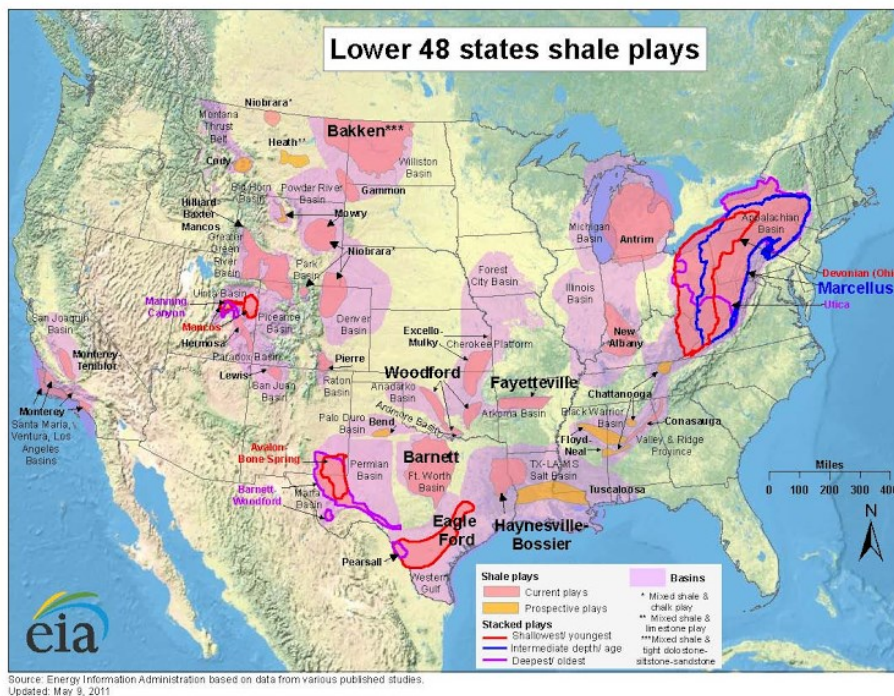 Lower 48 states shale plays
Niobrara*
Montana
Thrust
Belt
Bakken***
Heath**
Cody
Williston
Basin
Big Horn
Basin
Powder River
Basin
Gammon
Hilliard-
Baxter
Mancos
Mowry
Michigan
Basin
Antrim
Appalachian
Basin
Greater
Green
River
Basin
Niobrara*
Park
Basin
Forest
City Basin
Illinois
Basin
Devonian (Ohi
Marcellus
Utica
Uinta Basin
Manning
Canyon
San Joaquin
Basin
Mancos
Piceance
Basin
Denver
Basin
Hermosa
Excello-
Mulky
Cherokee Platform
New
Albany
Monterey-
Temblor
Paradox Basin
Pierre
Lewis
San Juan
Basin
Raton
Basin
Woodford
Anadarko
Basin
Fayetteville
Chattanooga
Monterey
Santa Maria,
Ventura, Los
Angeles
Basins
Palo Duro
Basin
Ardmore Basin
Arkoma Basin
Black Warrior
Basin
Conasauga
Bend
Floyd-
Neal
Valley & Ridge
Province
Avalon-
Bone Spring
Permian
Basin
Barnett
Ft. Worth
Basin
TX-LA-MS
Salt Basin
Tuscaloosa
Barnett-
Woodford
Marfa
Basin
Eagle
Ford
Haynesville-
Bossier
Pearsall
Western
Gulf
Miles
0 100 200 300 400
N
Shale plays
Current plays
Prospective plays
Stacked plays
Shallowest/ youngest
Intermediate depth/ age
Deepest/ oldest
Basins
* Mixed shale &
chalk play
** Mixed shale &
limestone play
***Mixed shale &
tight dolostone-
siltstone-sandstone
eia
Source: Energy Information Administration based on data from various published studies.
Updated: May 9, 2011